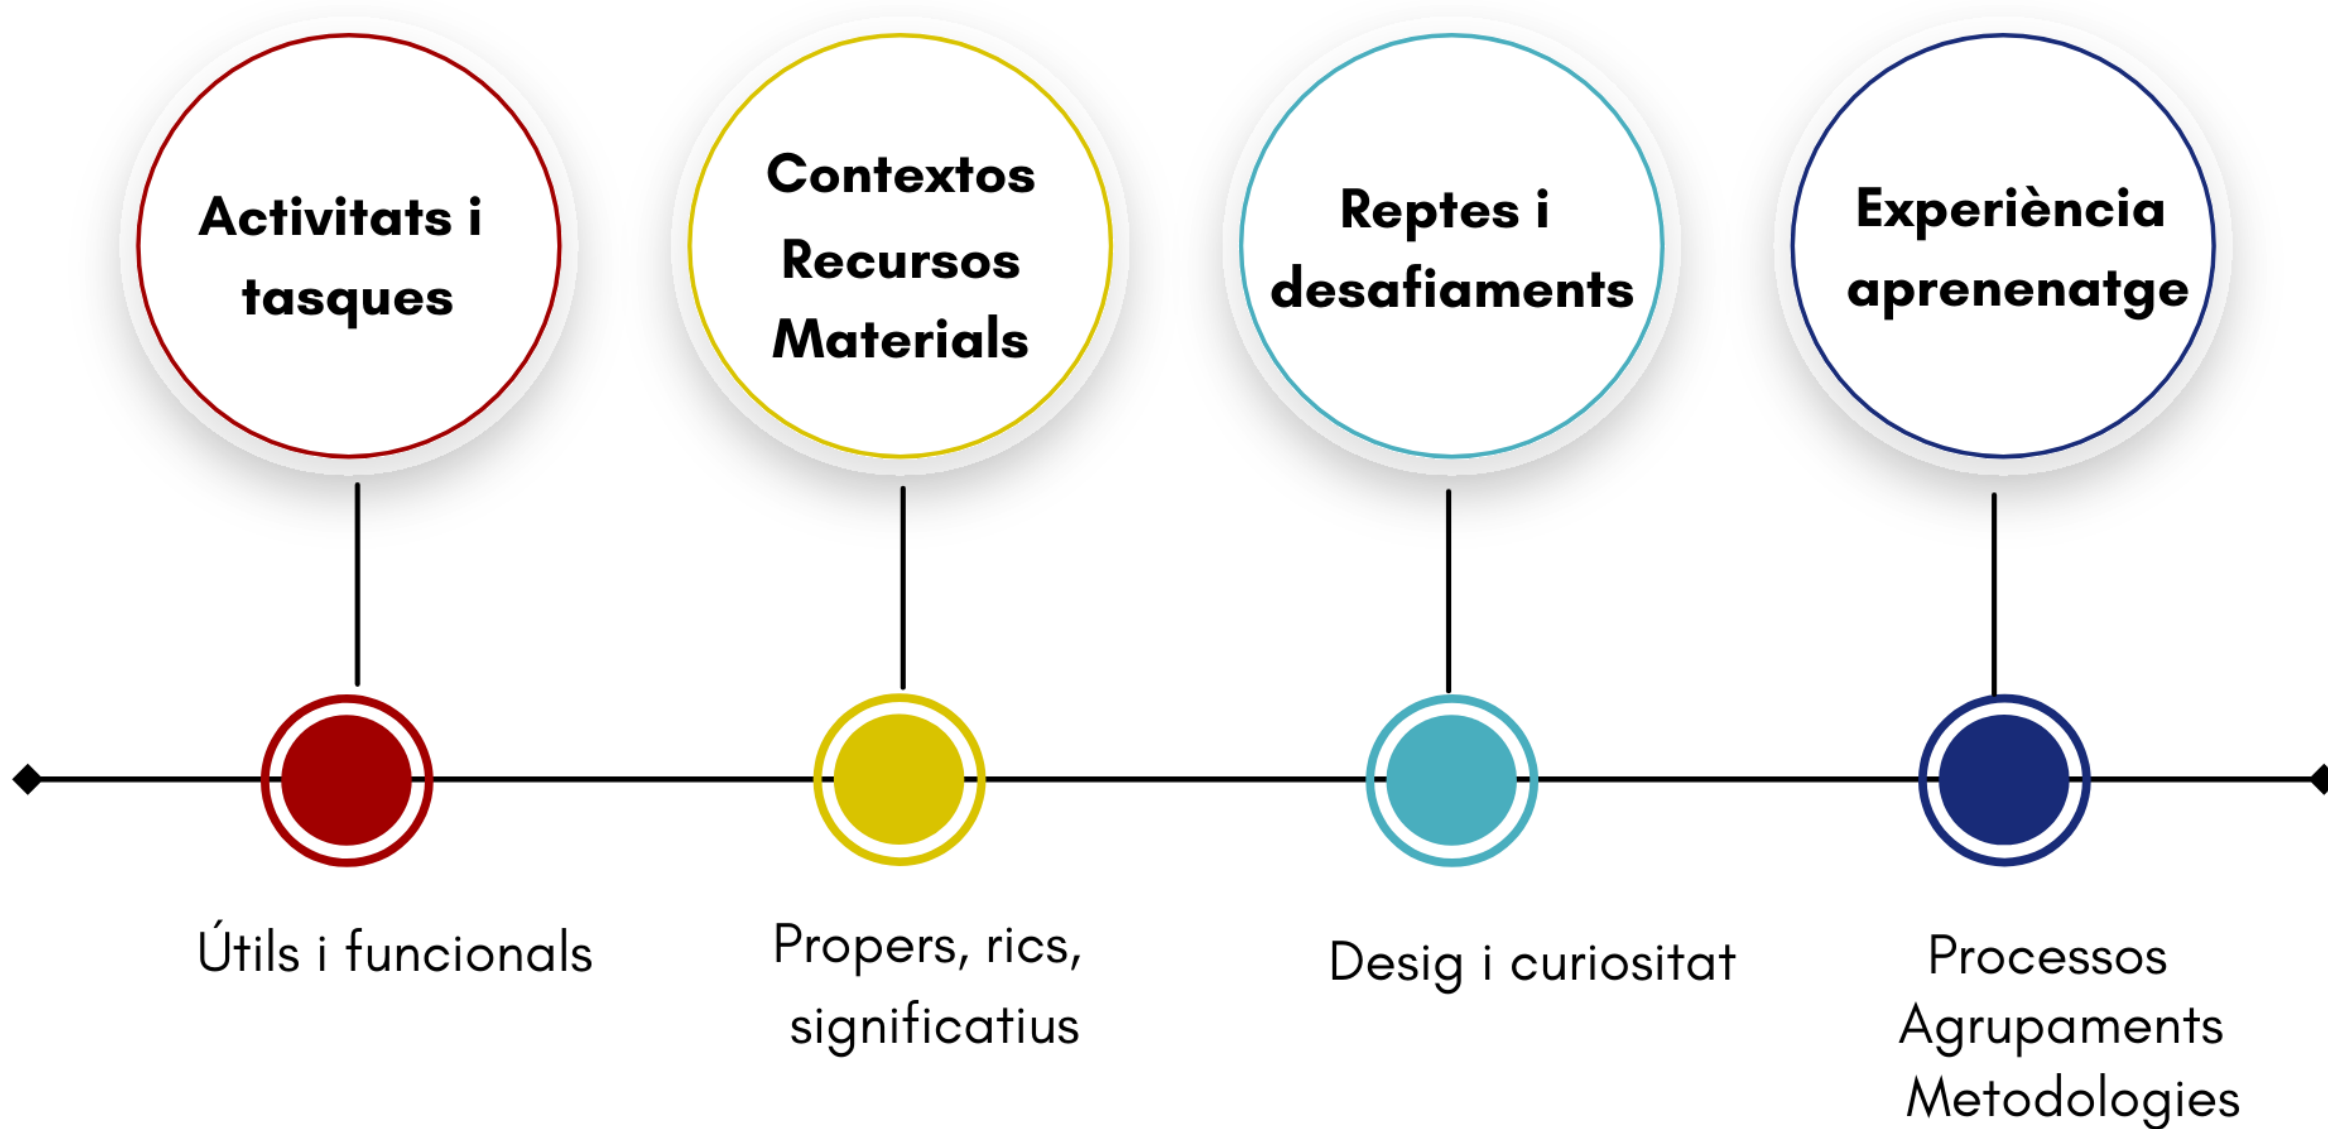 Activitats i
tasques
Contextos
Recursos
Materials
Reptes i
desafiaments
Experiència
aprenenatge
Útils i funcionals
Propers, rics,
significatius
Desig i curiositat
Processos
Agrupaments
Metodologies